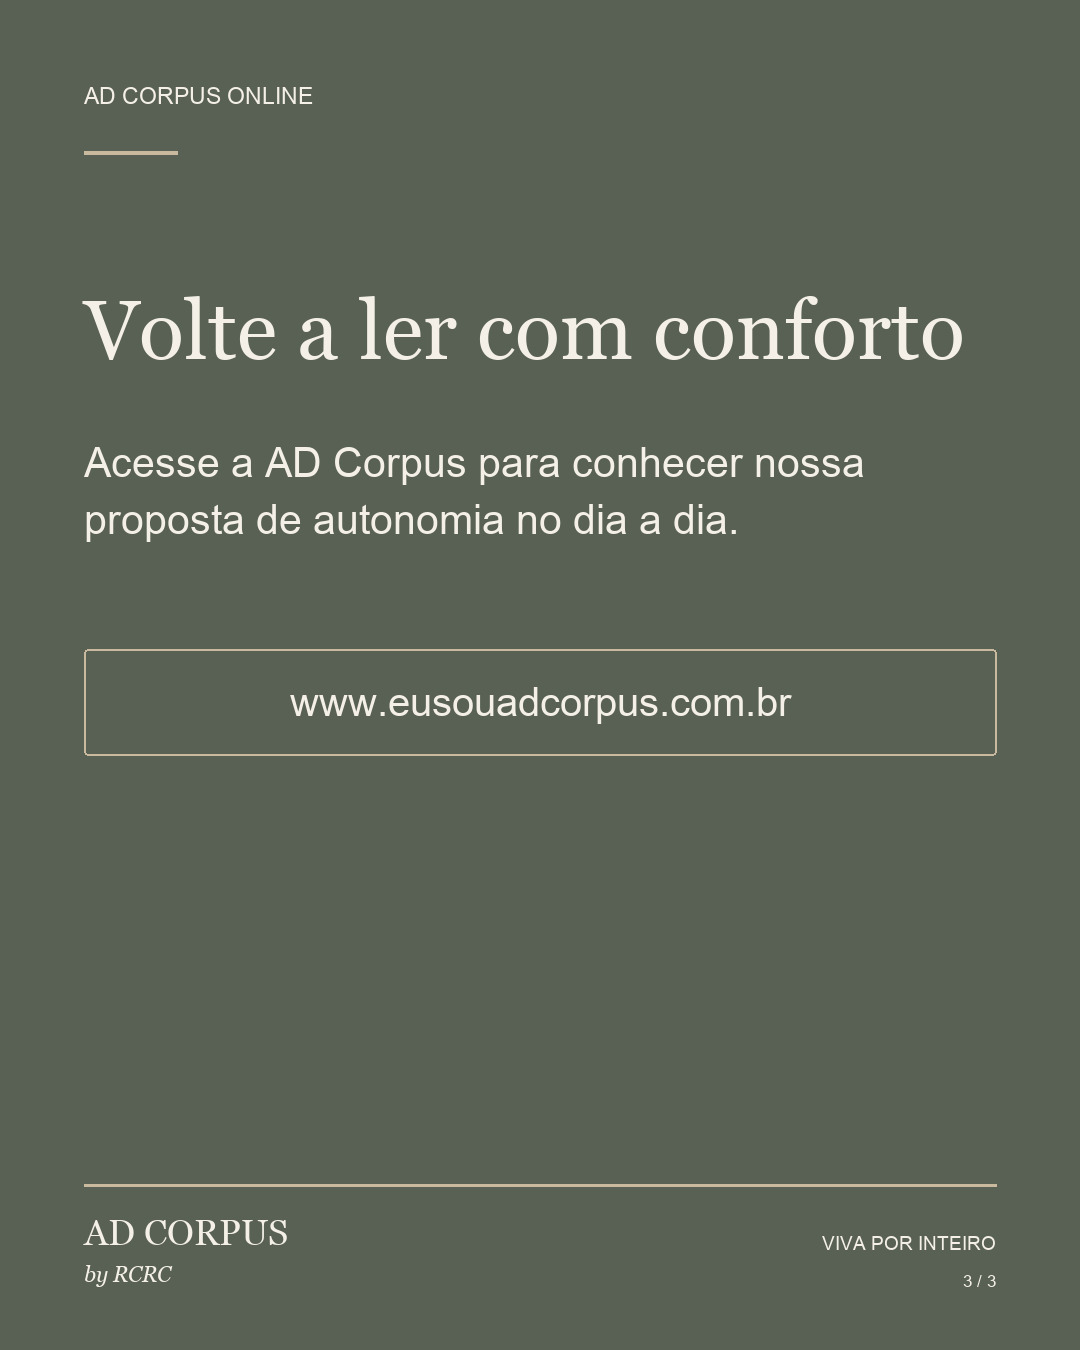 AD CORPUS ONLINE
Volte a ler com conforto
Acesse a AD Corpus para conhecer nossa
proposta de autonomia no dia a dia.
www.eusouadcorpus.com.br
AD CORPUS
by RCRC
VIVA POR INTEIRO
3 / 3